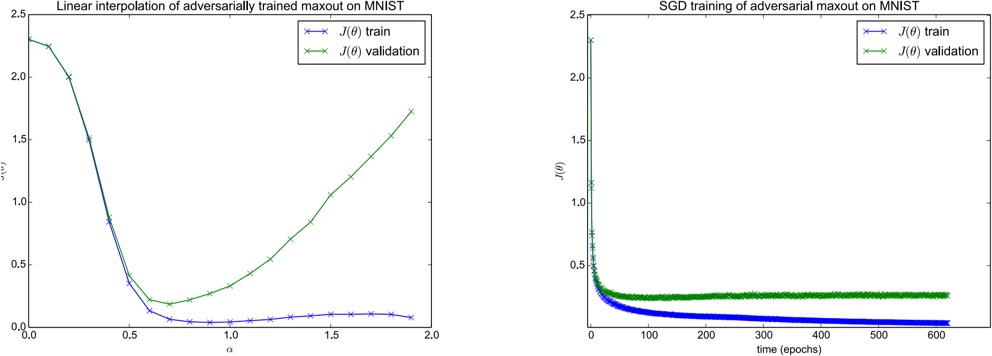 Linear interpolation of adversarially trained maxout on MNIST
2.5
2.0
1.5
1.0
0.5
0.0
0.0 0.5 1.0 1.5 2.0
α
J(θ) train
J(θ) validation
SGD training of adversarial maxout on MNIST
2.5
2.0
1.5
1.0
0.5
J(θ)
0 100 200 300 400 500 600
time (epochs)
J(θ) train
J(θ) validation